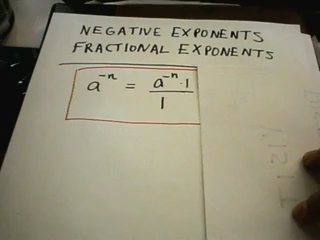 NEGATIVE EXPONENTS
FRACTIONAL EXPONENTS
a⁻ⁿ = a⁻ⁿ · 1 / 1